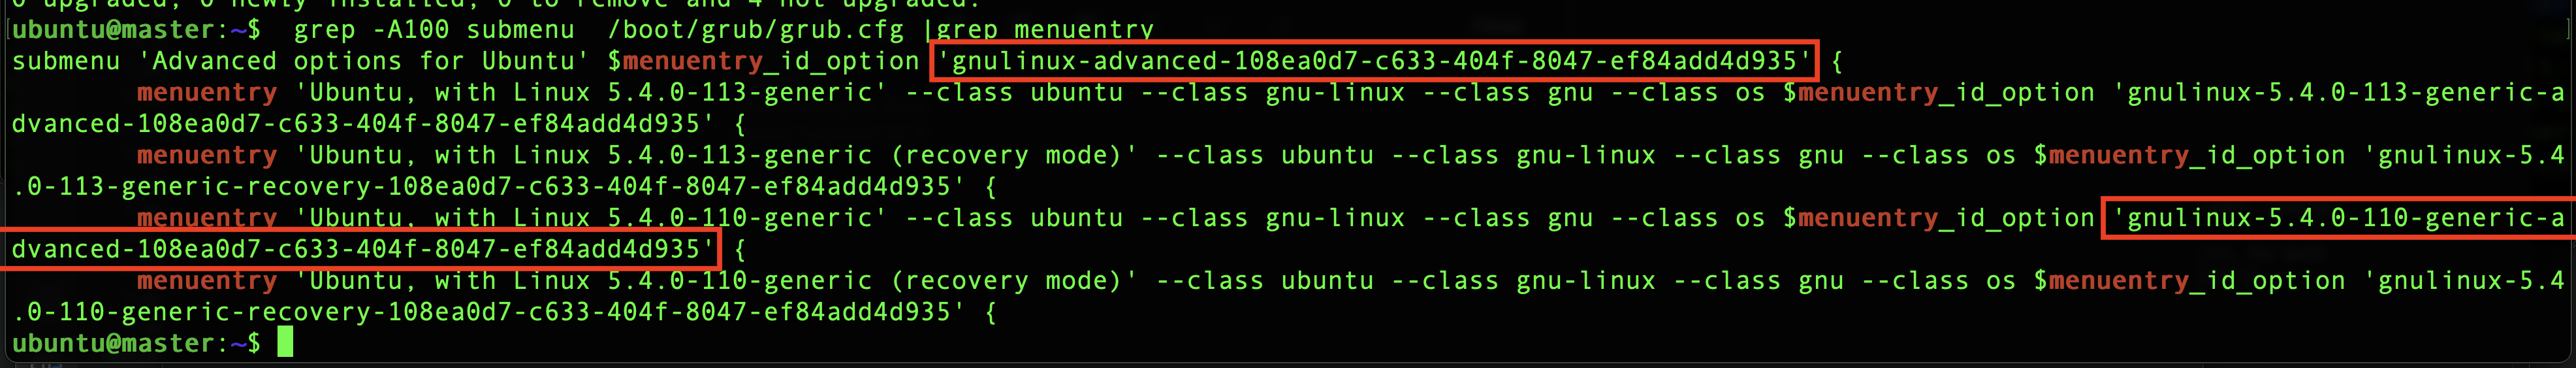 0 upgraded, 0 newly installed, 0 to remove and 4 not upgraded.
ubuntu@master:~$  grep -A100 submenu  /boot/grub/grub.cfg |grep menuentry
submenu 'Advanced options for Ubuntu' $menuentry_id_option 'gnulinux-advanced-108ea0d7-c633-404f-8047-ef84add4d935' {
        menuentry 'Ubuntu, with Linux 5.4.0-113-generic' --class ubuntu --class gnu-linux --class gnu --class os $menuentry_id_option 'gnulinux-5.4.0-113-generic-a
dvanced-108ea0d7-c633-404f-8047-ef84add4d935' {
        menuentry 'Ubuntu, with Linux 5.4.0-113-generic (recovery mode)' --class ubuntu --class gnu-linux --class gnu --class os $menuentry_id_option 'gnulinux-5.4
.0-113-generic-recovery-108ea0d7-c633-404f-8047-ef84add4d935' {
        menuentry 'Ubuntu, with Linux 5.4.0-110-generic' --class ubuntu --class gnu-linux --class gnu --class os $menuentry_id_option 'gnulinux-5.4.0-110-generic-a
dvanced-108ea0d7-c633-404f-8047-ef84add4d935' {
        menuentry 'Ubuntu, with Linux 5.4.0-110-generic (recovery mode)' --class ubuntu --class gnu-linux --class gnu --class os $menuentry_id_option 'gnulinux-5.4
.0-110-generic-recovery-108ea0d7-c633-404f-8047-ef84add4d935' {
ubuntu@master:~$